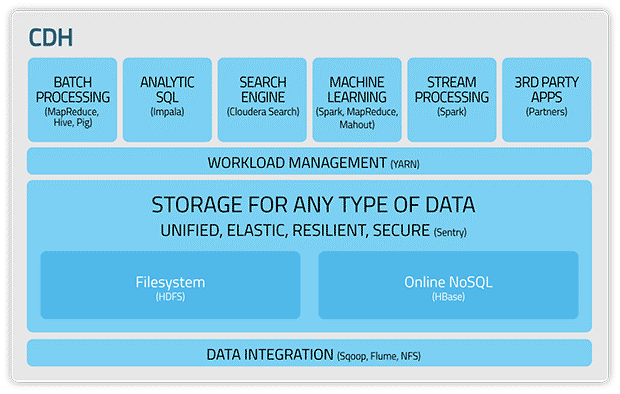 CDH
BATCH
PROCESSING
(MapReduce,
Hive, Pig)
ANALYTIC
SQL
(Impala)
SEARCH
ENGINE
(Cloudera Search)
MACHINE
LEARNING
(Spark, MapReduce,
Mahout)
STREAM
PROCESSING
(Spark)
3RD PARTY
APPS
(Partners)
WORKLOAD MANAGEMENT (YARN)
STORAGE FOR ANY TYPE OF DATA
UNIFIED, ELASTIC, RESILIENT, SECURE (Sentry)
Filesystem
(HDFS)
Online NoSQL
(HBase)
DATA INTEGRATION (Sqoop, Flume, NFS)